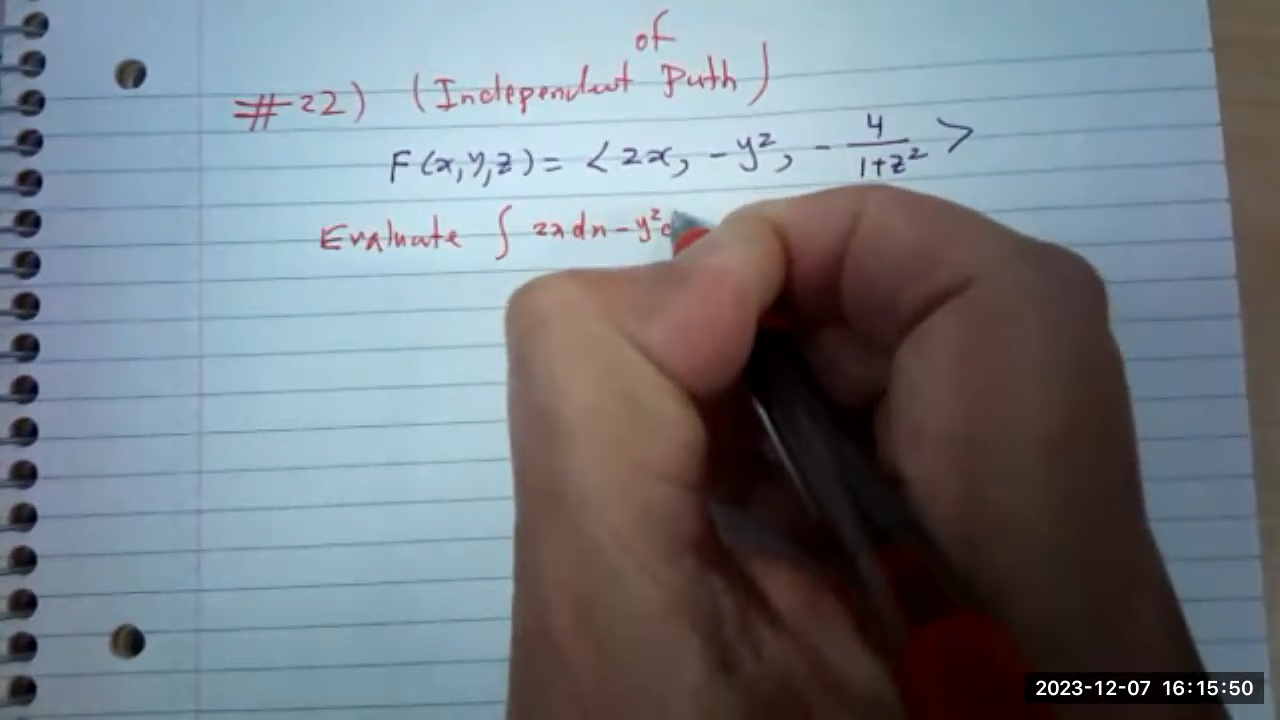 of
#22) (Independent Path)
F(x,y,z) = <2x, -y², -4/(1+z²)>
Evaluate ∫ 2x dx - y²
2023-12-07 16:15:50